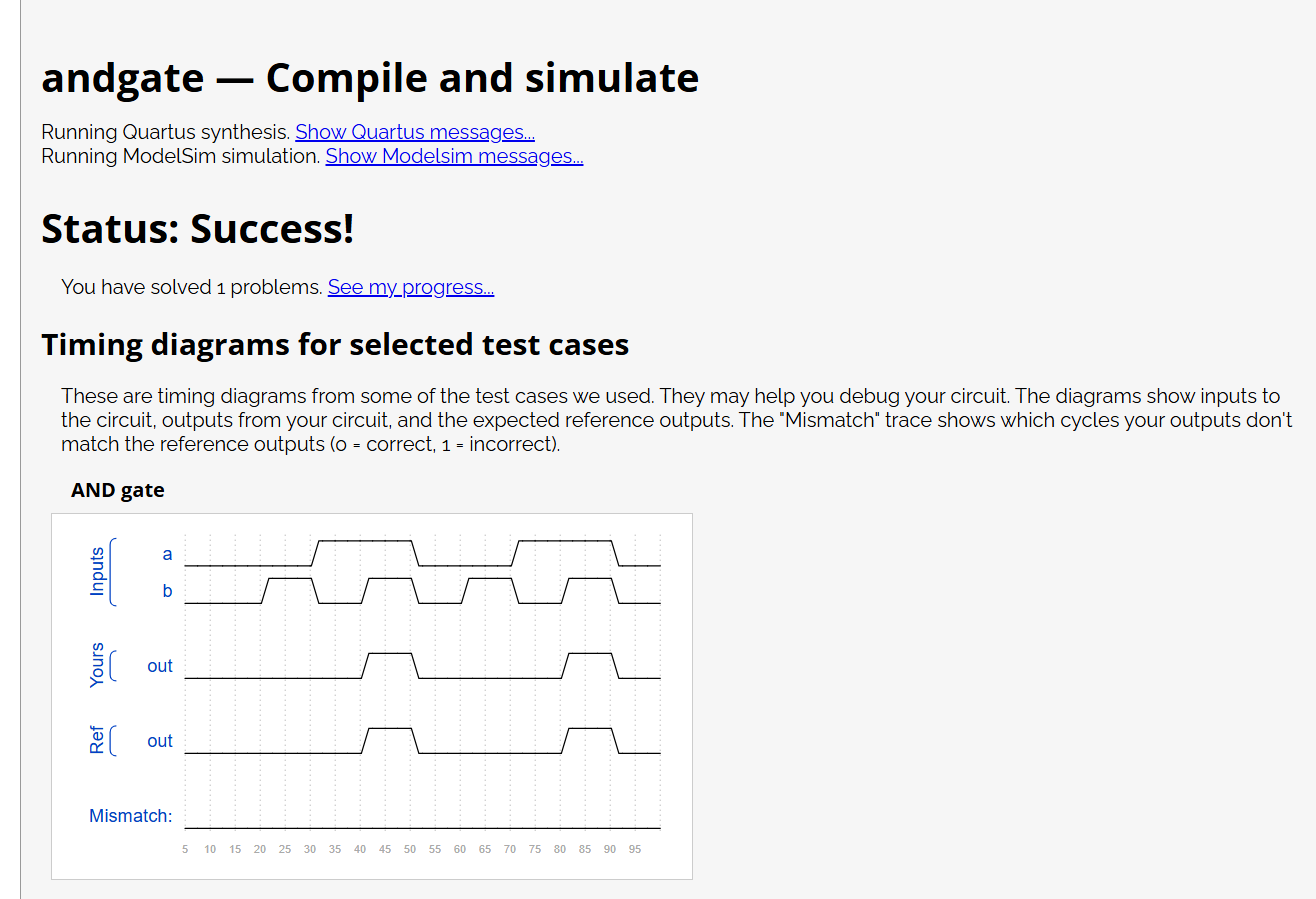 andgate — Compile and simulate
Running Quartus synthesis. Show Quartus messages...
Running ModelSim simulation. Show Modelsim messages...
Status: Success!
You have solved 1 problems. See my progress...
Timing diagrams for selected test cases
These are timing diagrams from some of the test cases we used. They may help you debug your circuit. The diagrams show inputs to
the circuit, outputs from your circuit, and the expected reference outputs. The "Mismatch" trace shows which cycles your outputs don't
match the reference outputs (0 = correct, 1 = incorrect).
AND gate
Inputs
a
b
Yours
out
Ref
out
Mismatch:
5 10 15 20 25 30 35 40 45 50 55 60 65 70 75 80 85 90 95